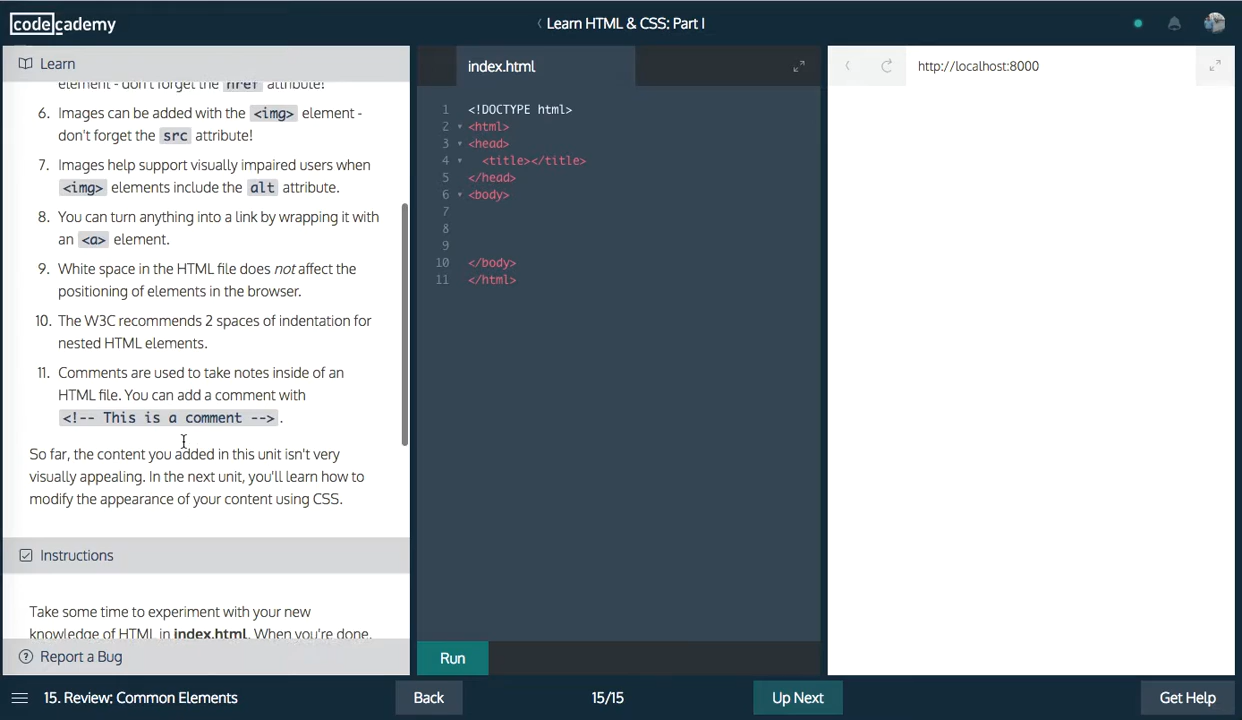 codecademy
Learn HTML & CSS: Part I
Learn
element - don't forget the href attribute!
6. Images can be added with the <img> element -
don't forget the src attribute!
7. Images help support visually impaired users when
<img> elements include the alt attribute.
8. You can turn anything into a link by wrapping it with
an <a> element.
9. White space in the HTML file does not affect the
positioning of elements in the browser.
10. The W3C recommends 2 spaces of indentation for
nested HTML elements.
11. Comments are used to take notes inside of an
HTML file. You can add a comment with
<!-- This is a comment -->.
So far, the content you added in this unit isn't very
visually appealing. In the next unit, you'll learn how to
modify the appearance of your content using CSS.
Instructions
Take some time to experiment with your new
knowledge of HTML in index.html. When you're done,
Report a Bug
index.html
1 <!DOCTYPE html>
2 <html>
3 <head>
4 <title></title>
5 </head>
6 <body>
7
8
9
10 </body>
11 </html>
Run
http://localhost:8000
15. Review: Common Elements
Back
15/15
Up Next
Get Help